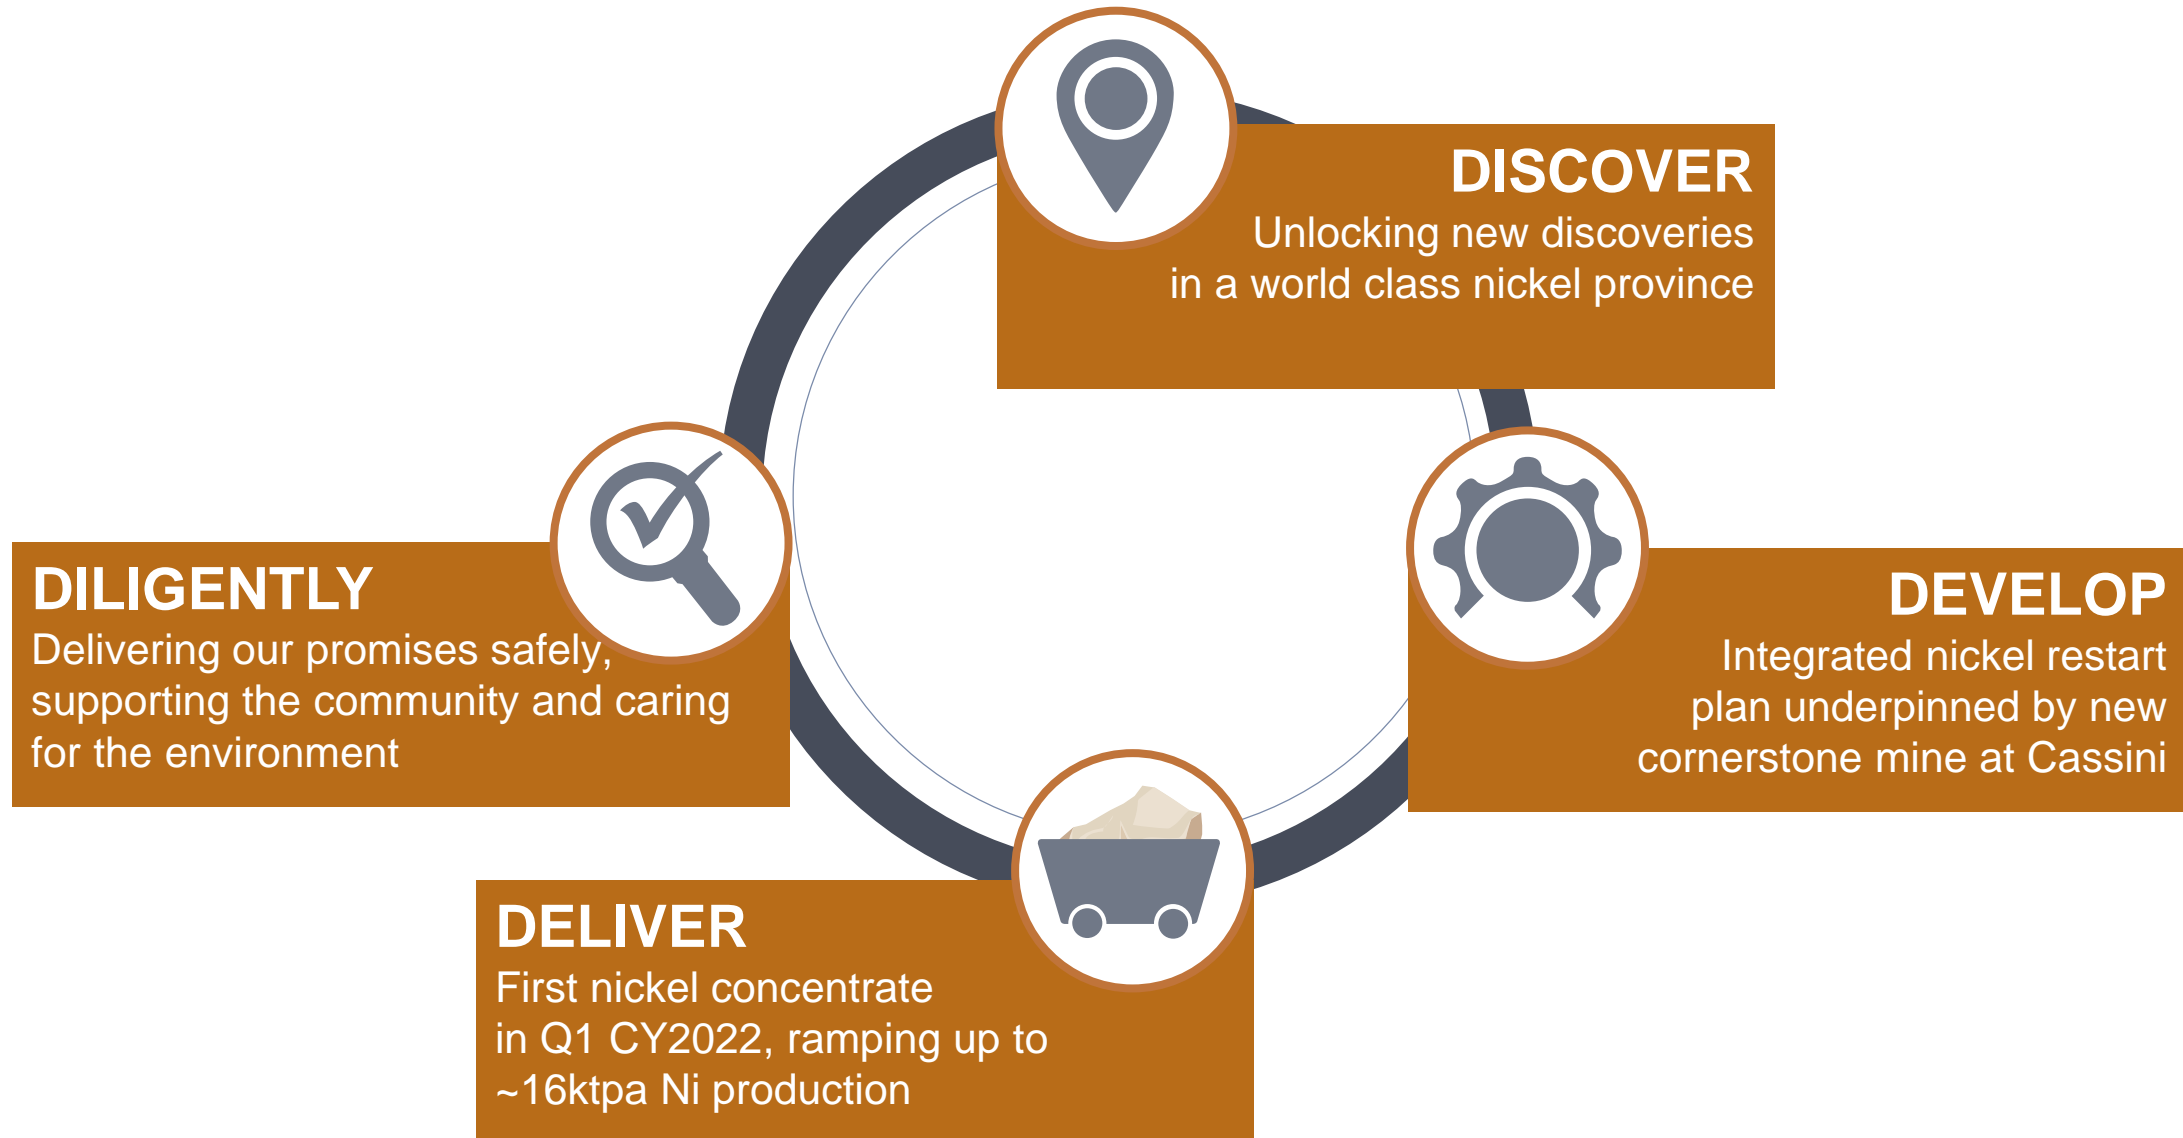 DISCOVER
Unlocking new discoveries
in a world class nickel province
DEVELOP
Integrated nickel restart
plan underpinned by new
cornerstone mine at Cassini
DELIVER
First nickel concentrate
in Q1 CY2022, ramping up to
~16ktpa Ni production
DILIGENTLY
Delivering our promises safely,
supporting the community and caring
for the environment